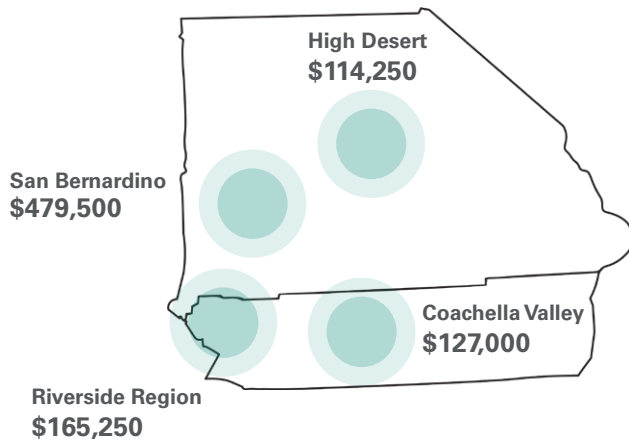 High Desert
$114,250
San Bernardino
$479,500
Coachella Valley
$127,000
Riverside Region
$165,250